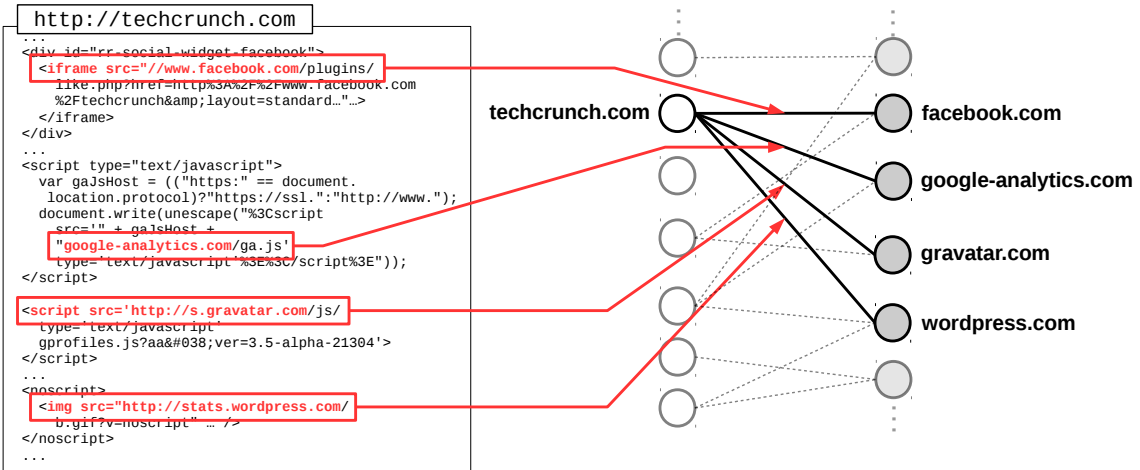 http://techcrunch.com
...
<div id="rr-social-widget-facebook">
<iframe src="//www.facebook.com/plugins/
like.php?href=http%3A%2F%2Fwww.facebook.com
%2Ftechcrunch&amp;layout=standard…"…>
</iframe>
</div>
...
<script type="text/javascript">
var gaJsHost = (("https:" == document.
location.protocol)?"https://ssl.":"http://www.");
document.write(unescape("%3Cscript
src='" + gaJsHost +
"google-analytics.com/ga.js'
type='text/javascript'%3E%3C/script%3E"));
</script>
...
<script src='http://s.gravatar.com/js/
type='text/javascript'
gprofiles.js?aa&#038;ver=3.5-alpha-21304'>
</script>
...
<noscript>
<img src="http://stats.wordpress.com/
b.gif?v=noscript" … />
</noscript>
...
techcrunch.com
facebook.com
google-analytics.com
gravatar.com
wordpress.com